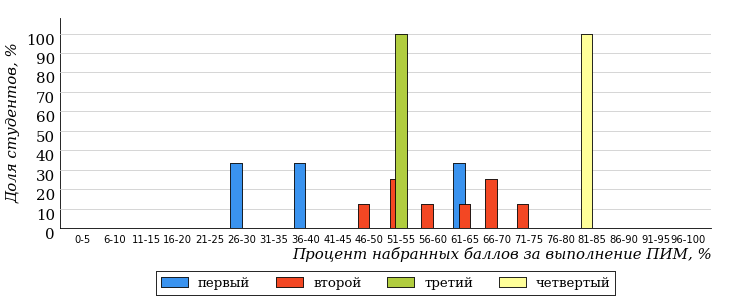 Доля студентов, %
100
90
80
70
60
50
40
30
20
10
0
0-5 6-10 11-15 16-20 21-25 26-30 31-35 36-40 41-45 46-50 51-55 56-60 61-65 66-70 71-75 76-80 81-85 86-90 91-95 96-100
Процент набранных баллов за выполнение ПИМ, %
первый второй третий четвертый